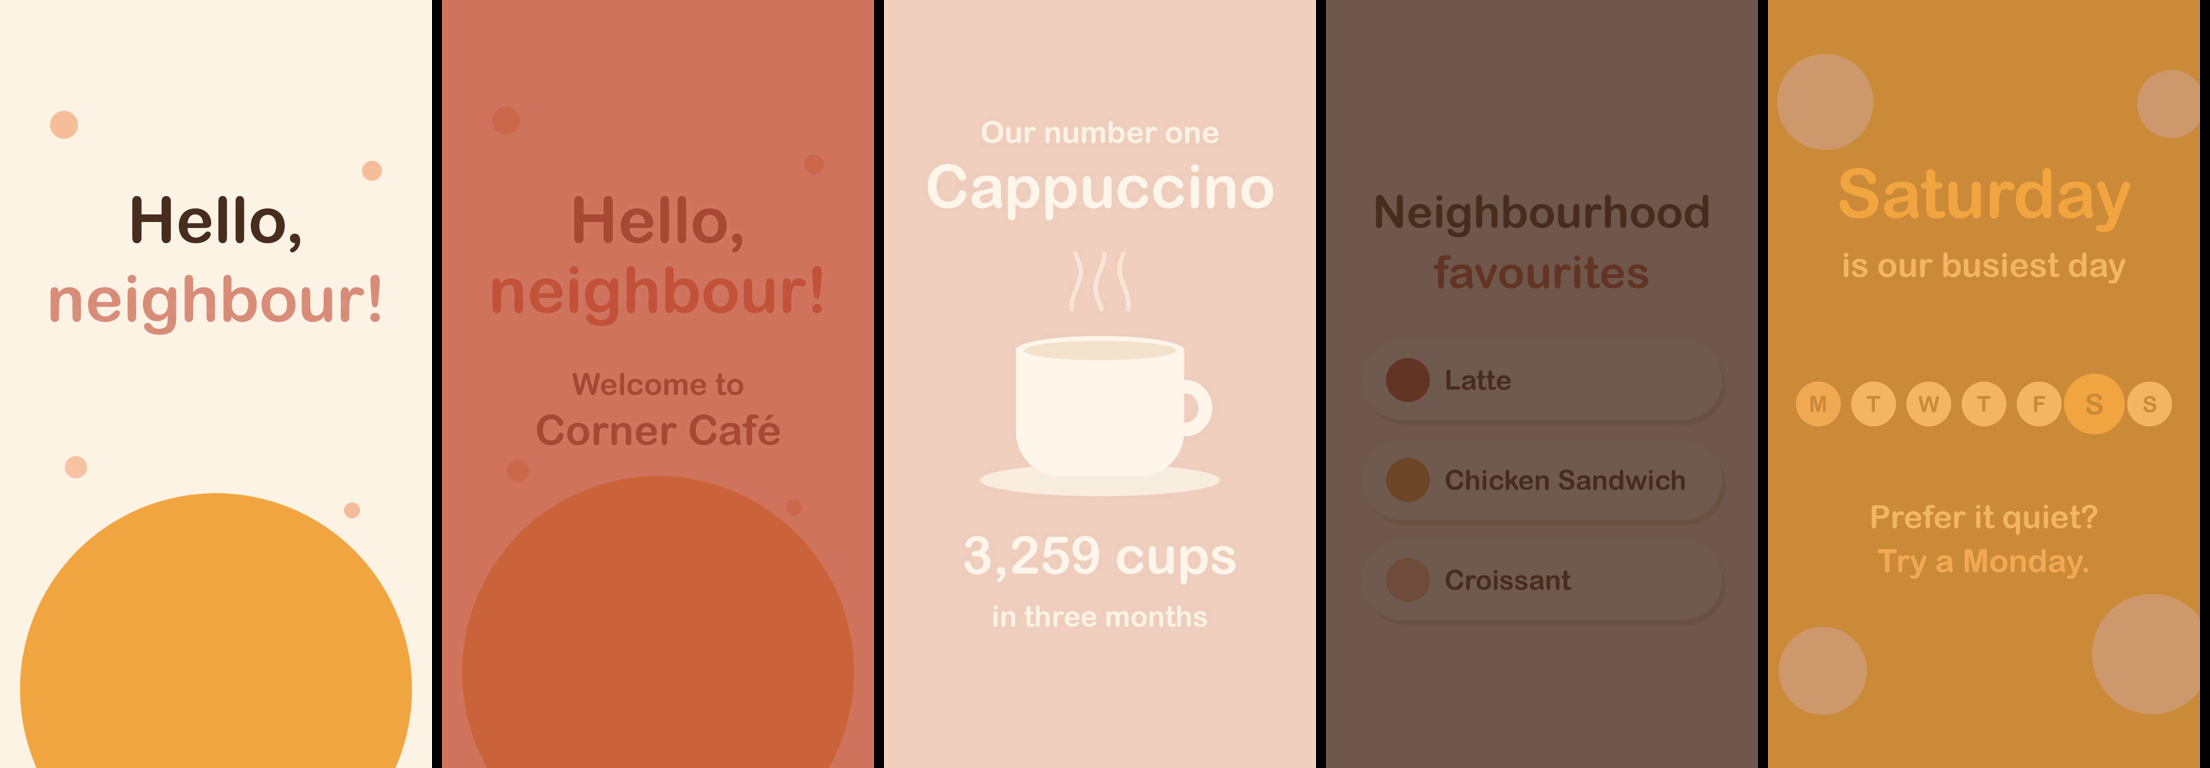 Hello,
neighbour!
Hello,
neighbour!
Welcome to
Corner Café
Our number one
Cappuccino
3,259 cups
in three months
Neighbourhood
favourites
Latte
Chicken Sandwich
Croissant
Saturday
is our busiest day
M T W T F S S
Prefer it quiet?
Try a Monday.